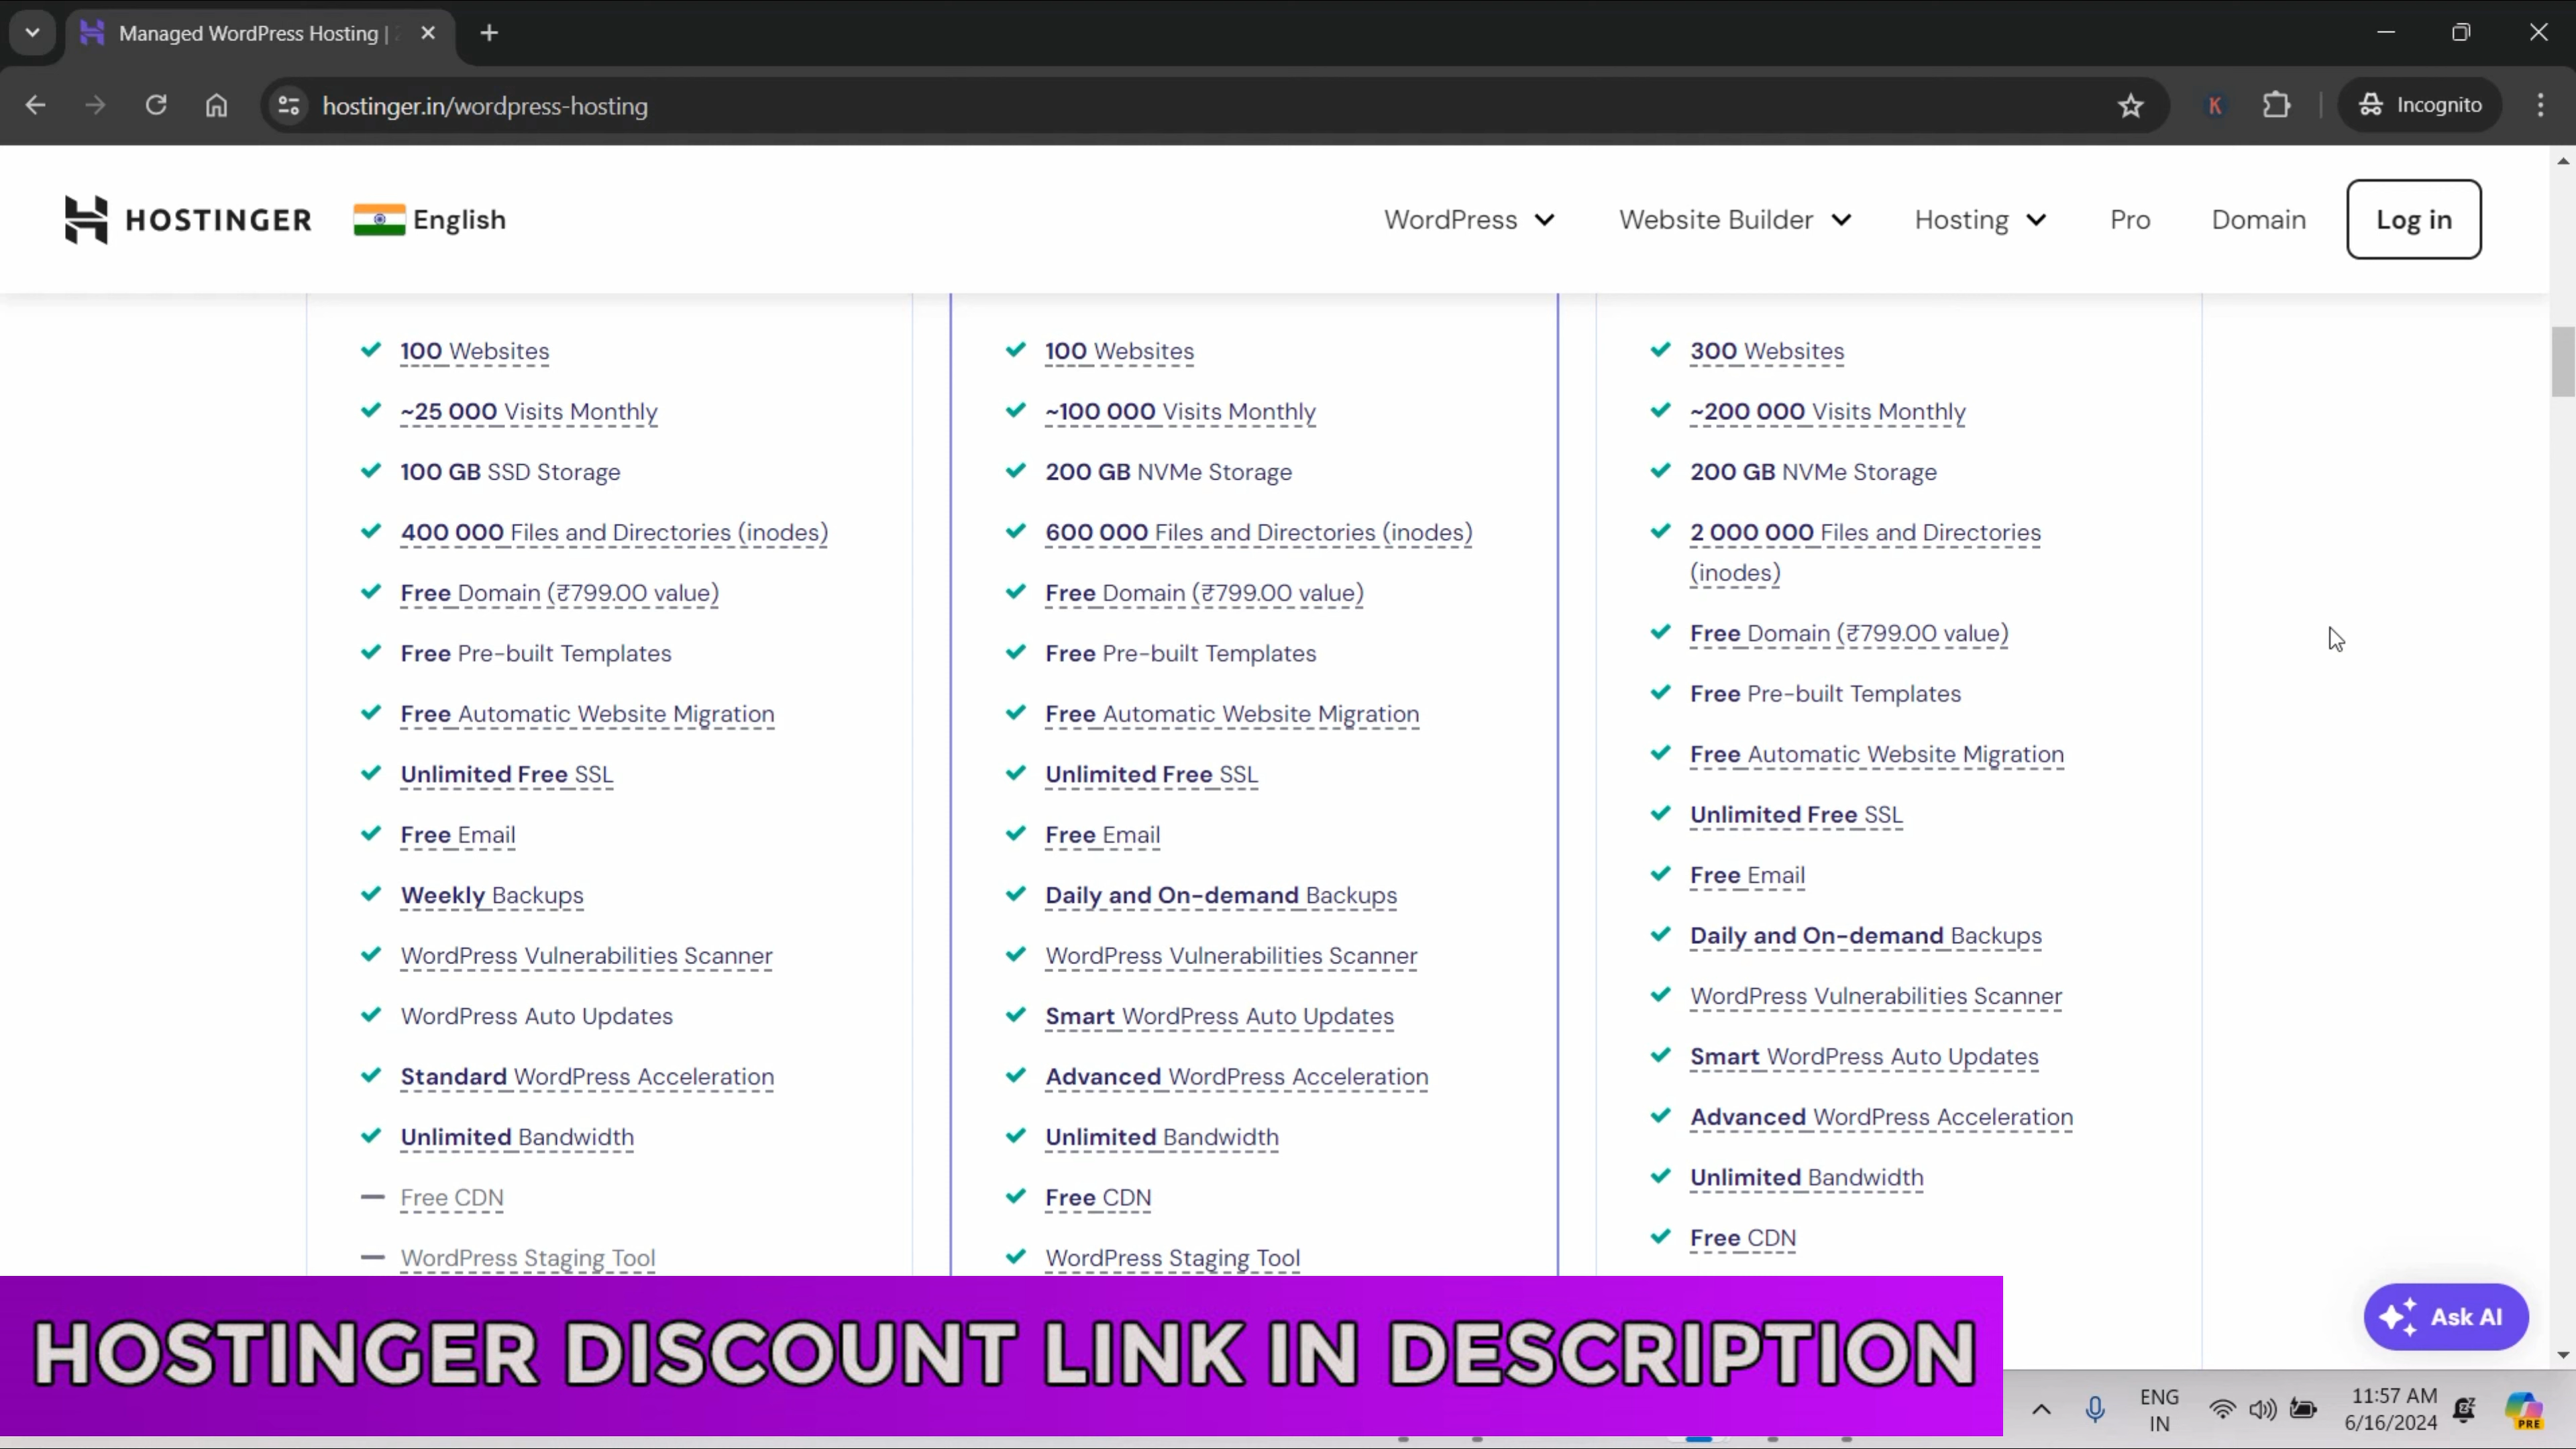 Managed WordPress Hosting |
hostinger.in/wordpress-hosting
K
Incognito
HOSTINGER
English
WordPress
Website Builder
Hosting
Pro
Domain
Log in
100 Websites
~25 000 Visits Monthly
100 GB SSD Storage
400 000 Files and Directories (inodes)
Free Domain (₹799.00 value)
Free Pre-built Templates
Free Automatic Website Migration
Unlimited Free SSL
Free Email
Weekly Backups
WordPress Vulnerabilities Scanner
WordPress Auto Updates
Standard WordPress Acceleration
Unlimited Bandwidth
Free CDN
WordPress Staging Tool
100 Websites
~100 000 Visits Monthly
200 GB NVMe Storage
600 000 Files and Directories (inodes)
Free Domain (₹799.00 value)
Free Pre-built Templates
Free Automatic Website Migration
Unlimited Free SSL
Free Email
Daily and On-demand Backups
WordPress Vulnerabilities Scanner
Smart WordPress Auto Updates
Advanced WordPress Acceleration
Unlimited Bandwidth
Free CDN
WordPress Staging Tool
300 Websites
~200 000 Visits Monthly
200 GB NVMe Storage
2 000 000 Files and Directories
(inodes)
Free Domain (₹799.00 value)
Free Pre-built Templates
Free Automatic Website Migration
Unlimited Free SSL
Free Email
Daily and On-demand Backups
WordPress Vulnerabilities Scanner
Smart WordPress Auto Updates
Advanced WordPress Acceleration
Unlimited Bandwidth
Free CDN
Ask AI
HOSTINGER DISCOUNT LINK IN DESCRIPTION
ENG
IN
11:57 AM
6/16/2024
PRE